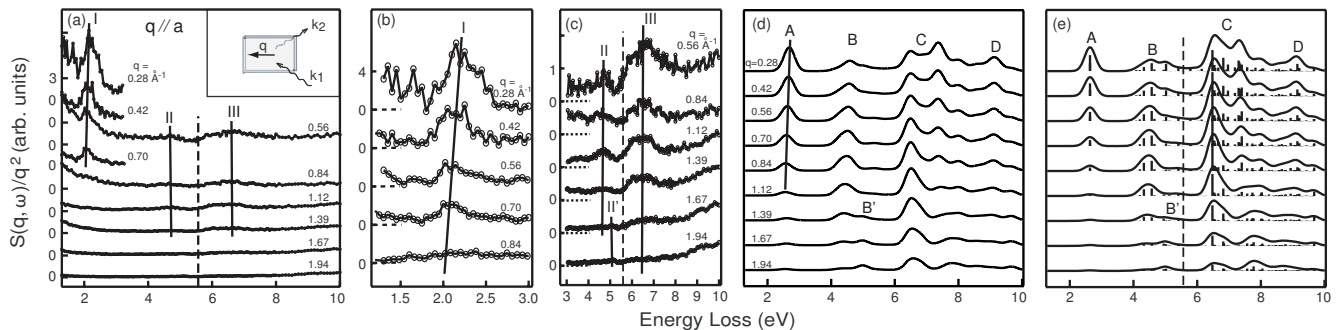 (a)
I
q // a
k2
q
k1
q =
0.28 Å-1
3
0
0.42
0
0.70
II
III
0.56
0
0.84
0
1.12
0
1.39
0
1.67
0
1.94
0
2
4
6
8
10
(b)
I
q =
0.28 Å-1
4
0
0.42
0
0.56
0
0.70
0
0.84
0
1.5
2.0
2.5
3.0
(c)
III
II
q =
0.56 Å-1
1
0
0.84
0
1.12
0
1.39
0
1.67
II'
0
1.94
0
3
4
5
6
7
8
9
10
(d)
A
B
C
D
q=0.28
0.42
0.56
0.70
0.84
1.12
1.39
B'
1.67
1.94
2
4
6
8
10
(e)
A
B
C
D
B'
2
4
6
8
10
S(q, ω)/q2 (arb. units)
Energy Loss (eV)